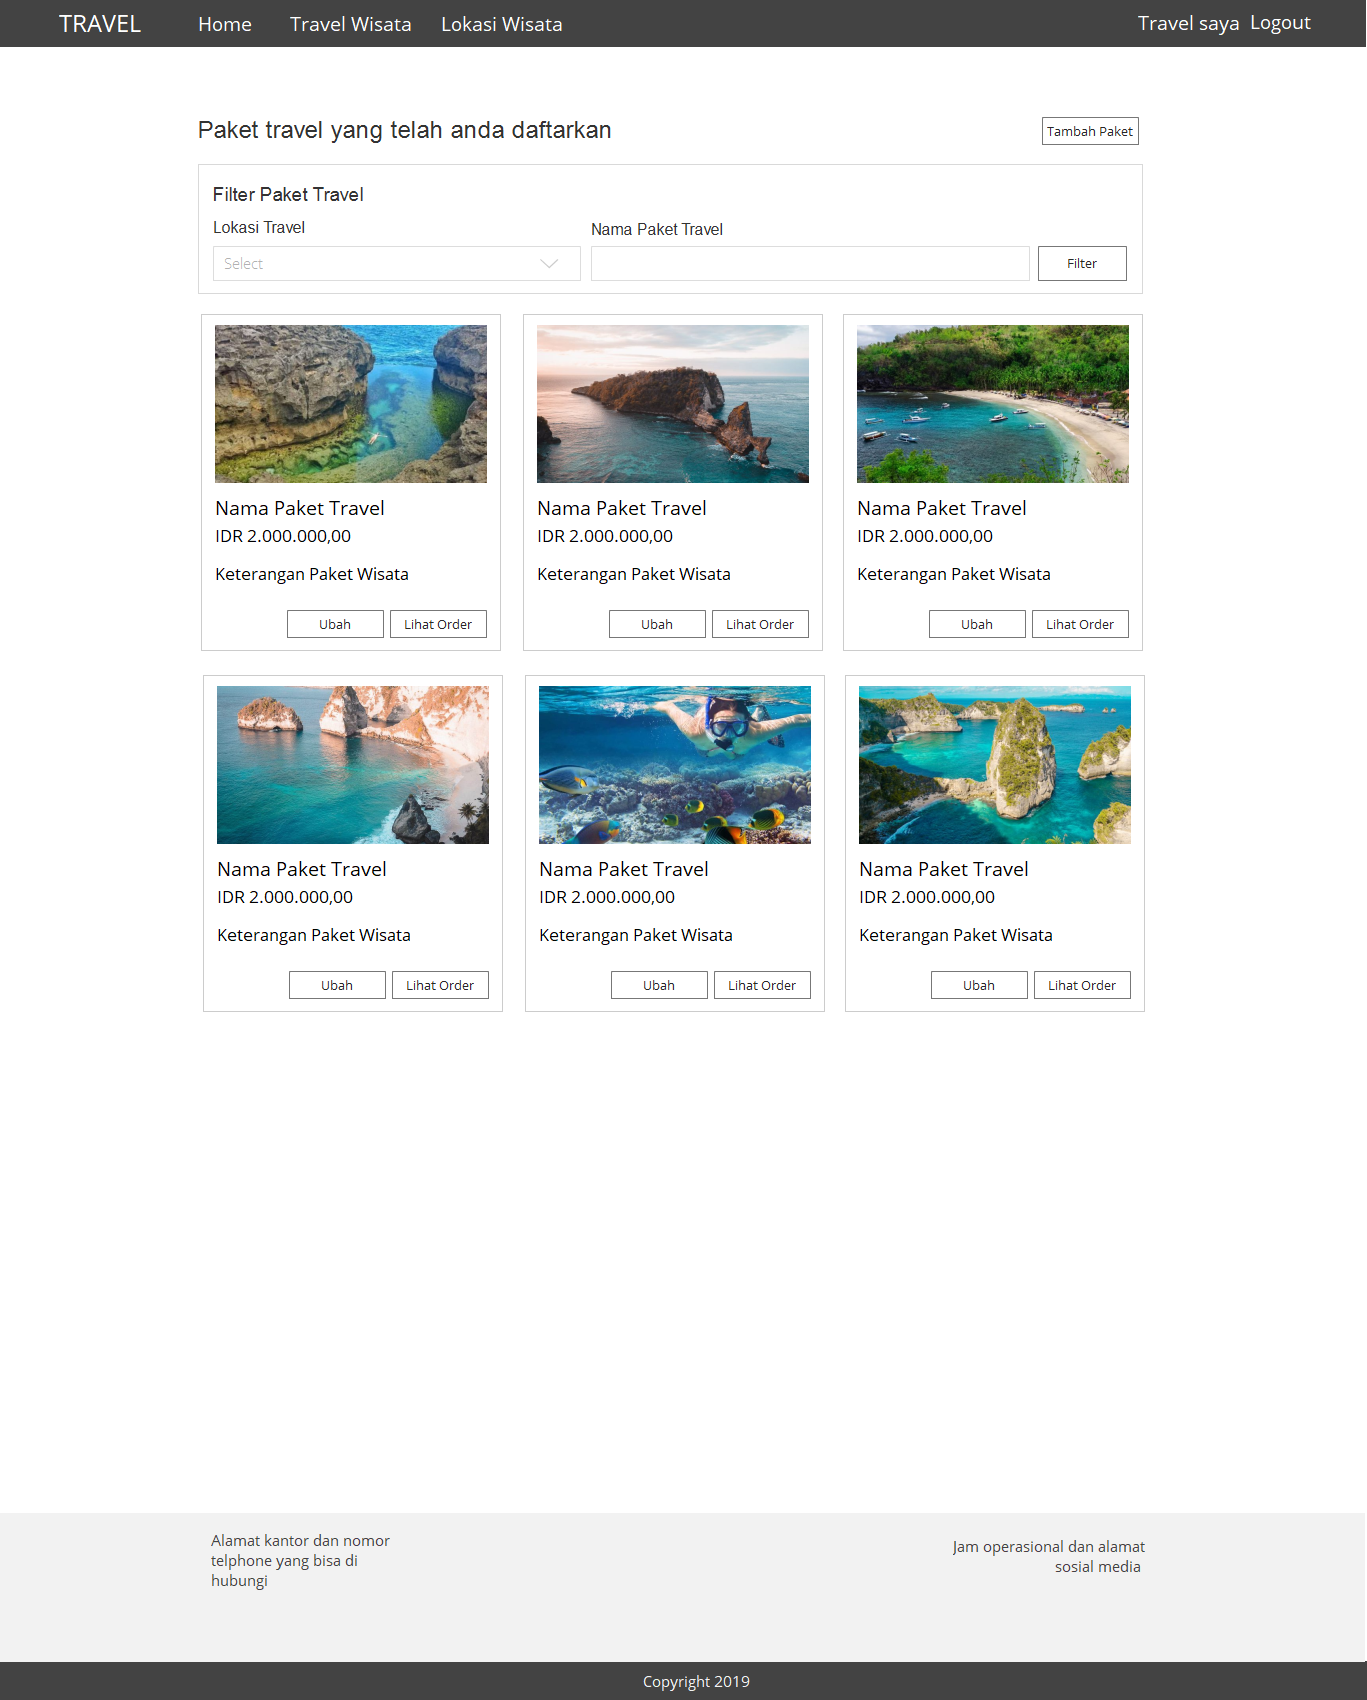 TRAVEL Home Travel Wisata Lokasi Wisata Travel saya Logout
Paket travel yang telah anda daftarkan
Tambah Paket
Filter Paket Travel
Lokasi Travel Nama Paket Travel
Select Filter
Nama Paket Travel Nama Paket Travel Nama Paket Travel
IDR 2.000.000,00 IDR 2.000.000,00 IDR 2.000.000,00
Keterangan Paket Wisata Keterangan Paket Wisata Keterangan Paket Wisata
Ubah Lihat Order Ubah Lihat Order Ubah Lihat Order
Nama Paket Travel Nama Paket Travel Nama Paket Travel
IDR 2.000.000,00 IDR 2.000.000,00 IDR 2.000.000,00
Keterangan Paket Wisata Keterangan Paket Wisata Keterangan Paket Wisata
Ubah Lihat Order Ubah Lihat Order Ubah Lihat Order
Alamat kantor dan nomor
telphone yang bisa di
hubungi
Jam operasional dan alamat
sosial media
Copyright 2019